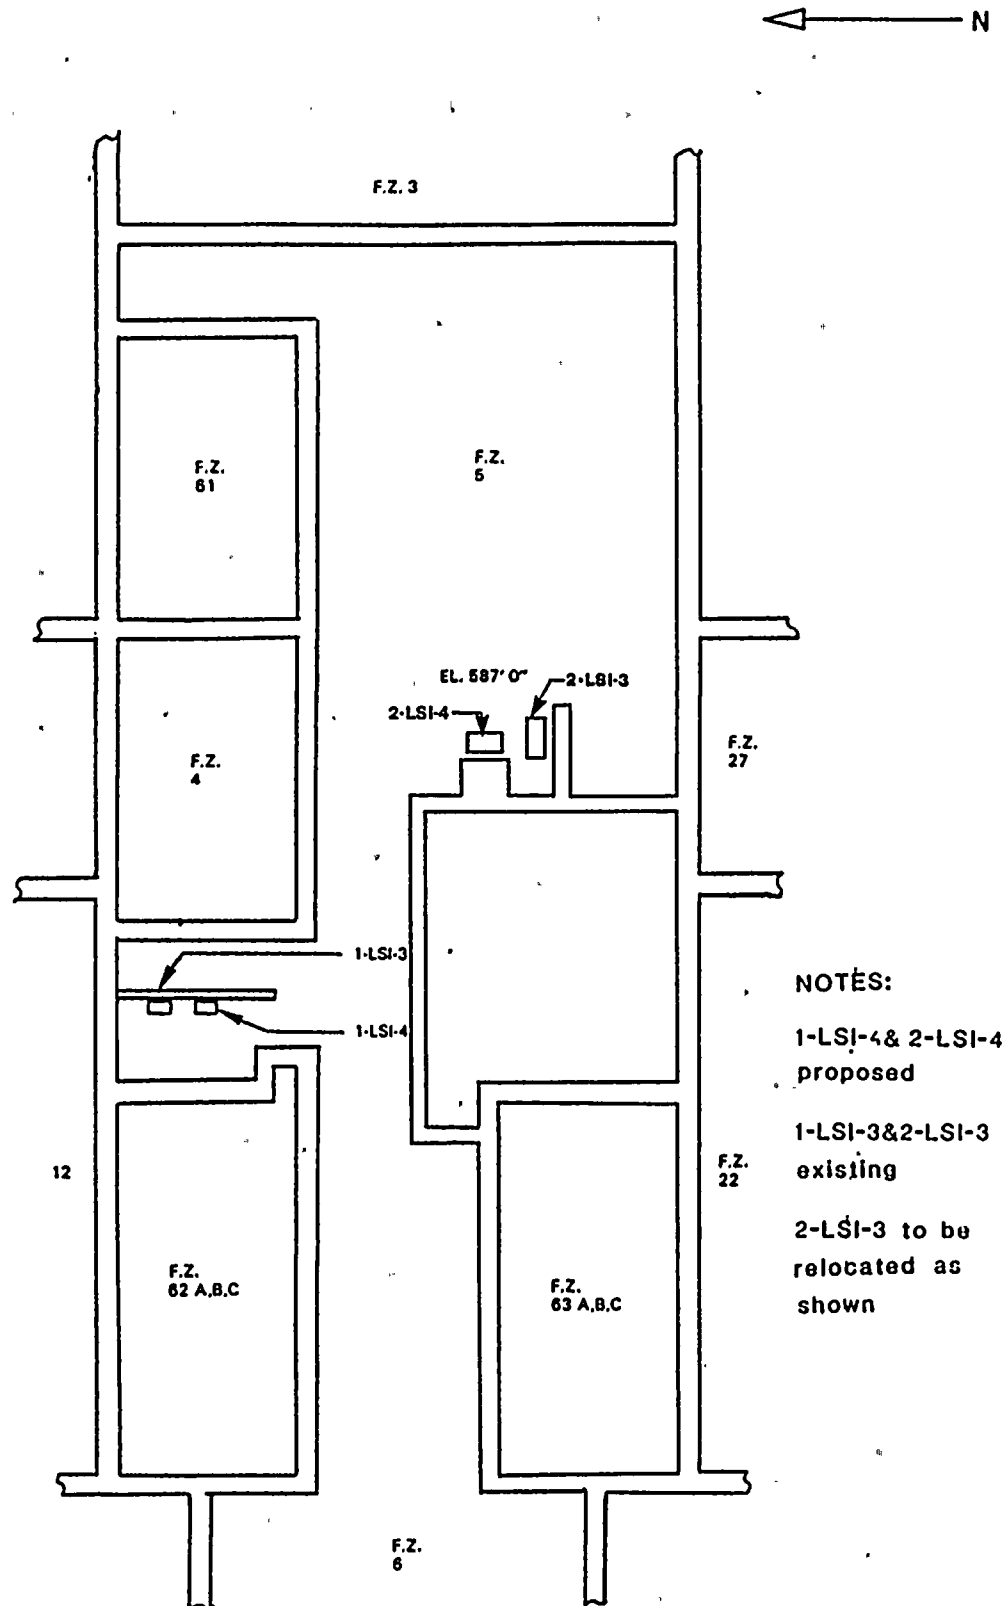 N
F.Z. 3
F.Z.
61
F.Z.
5
EL. 587' 0"
2-LSI-3
2-LSI-4
F.Z.
4
F.Z.
27
1-LSI-3
1-LSI-4
12
F.Z.
22
F.Z.
62 A,B,C
F.Z.
63 A,B,C
F.Z.
6
NOTES:
1-LSI-4& 2-LSI-4
proposed
1-LSI-3&2-LSI-3
existing
2-LSI-3 to be
relocated as
shown